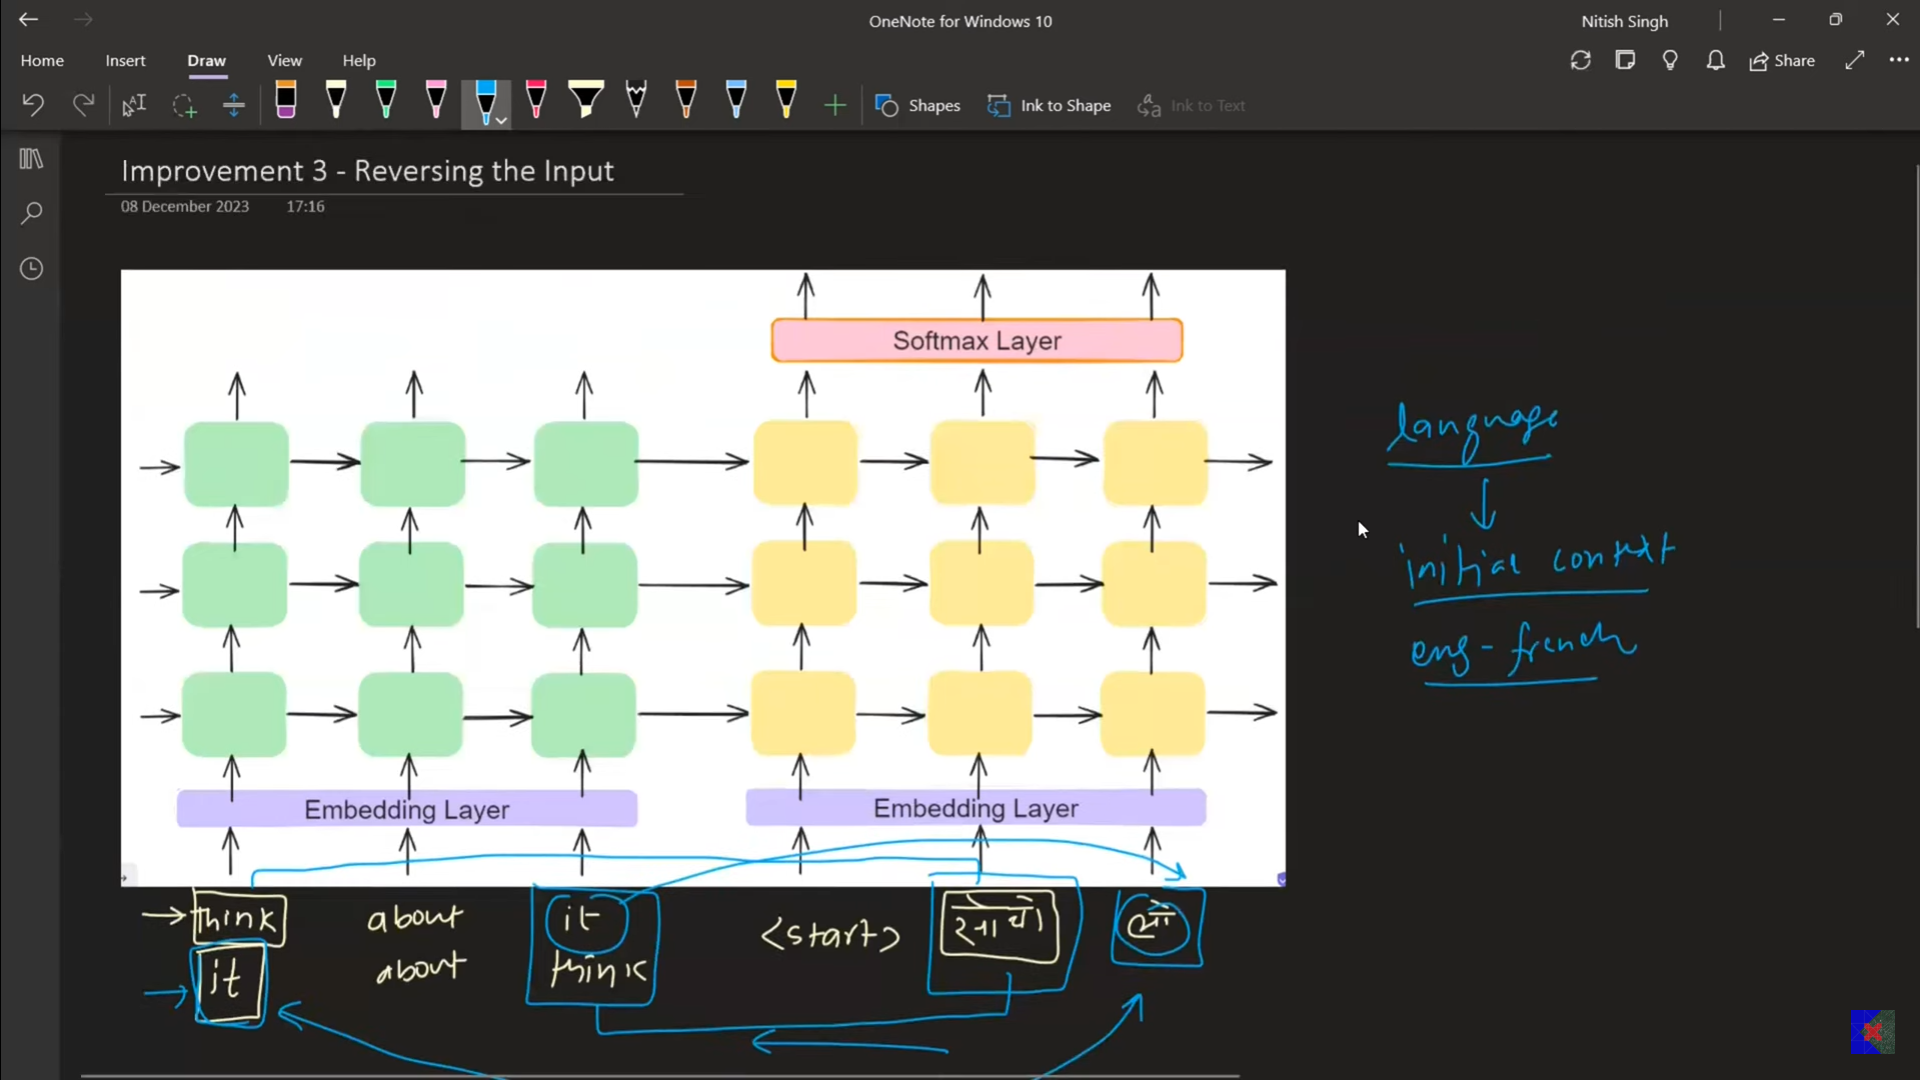 OneNote for Windows 10
Nitish Singh
Home Insert Draw View Help
Share
Shapes Ink to Shape Ink to Text
Improvement 3 - Reversing the Input
08 December 2023 17:16
Softmax Layer
language
initial context
eng - french
Embedding Layer Embedding Layer
think about it <start> सोचो
it about think